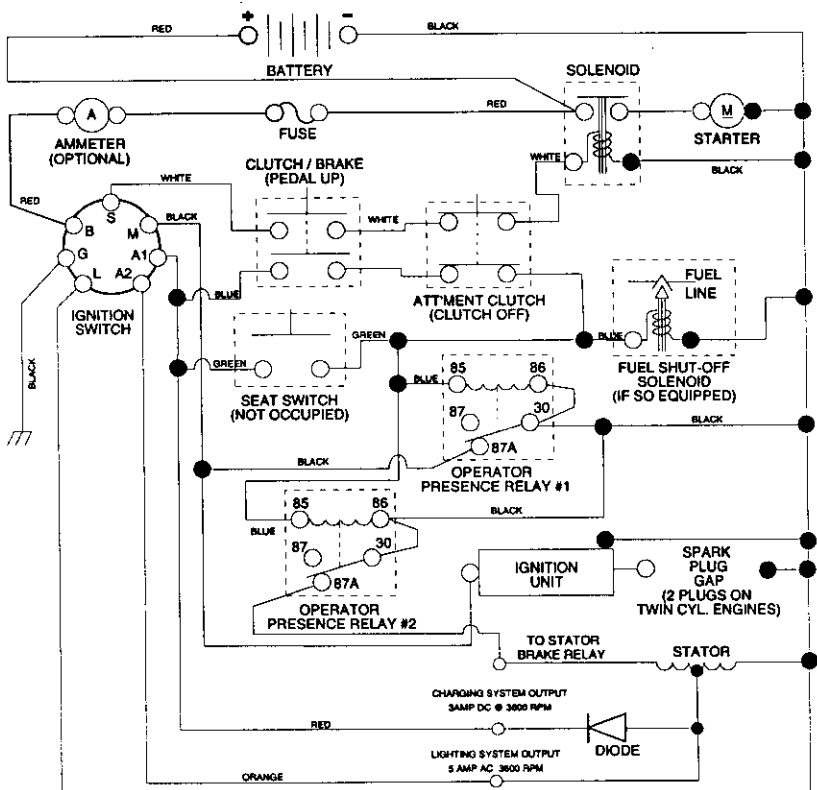 + -
RED
BLACK
BATTERY
SOLENOID
A
RED
M
AMMETER
(OPTIONAL)
FUSE
STARTER
CLUTCH / BRAKE
(PEDAL UP)
WHITE
BLACK
WHITE
RED
S
BLACK
WHITE
B
M
G
A1
L
A2
IGNITION
SWITCH
BLUE
ATT'MENT CLUTCH
(CLUTCH OFF)
FUEL
LINE
GREEN
BLUE
GREEN
BLACK
SEAT SWITCH
(NOT OCCUPIED)
FUEL SHUT-OFF
SOLENOID
(IF SO EQUIPPED)
BLUE
85
86
87
30
87A
BLACK
BLACK
OPERATOR
PRESENCE RELAY #1
85
86
BLUE
BLACK
87
30
87A
OPERATOR
PRESENCE RELAY #2
IGNITION
UNIT
SPARK
PLUG
GAP
(2 PLUGS ON
TWIN CYL. ENGINES)
TO STATOR
BRAKE RELAY
STATOR
CHARGING SYSTEM OUTPUT
3AMP DC @ 3600 RPM
RED
DIODE
LIGHTING SYSTEM OUTPUT
5 AMP AC 3600 RPM
ORANGE